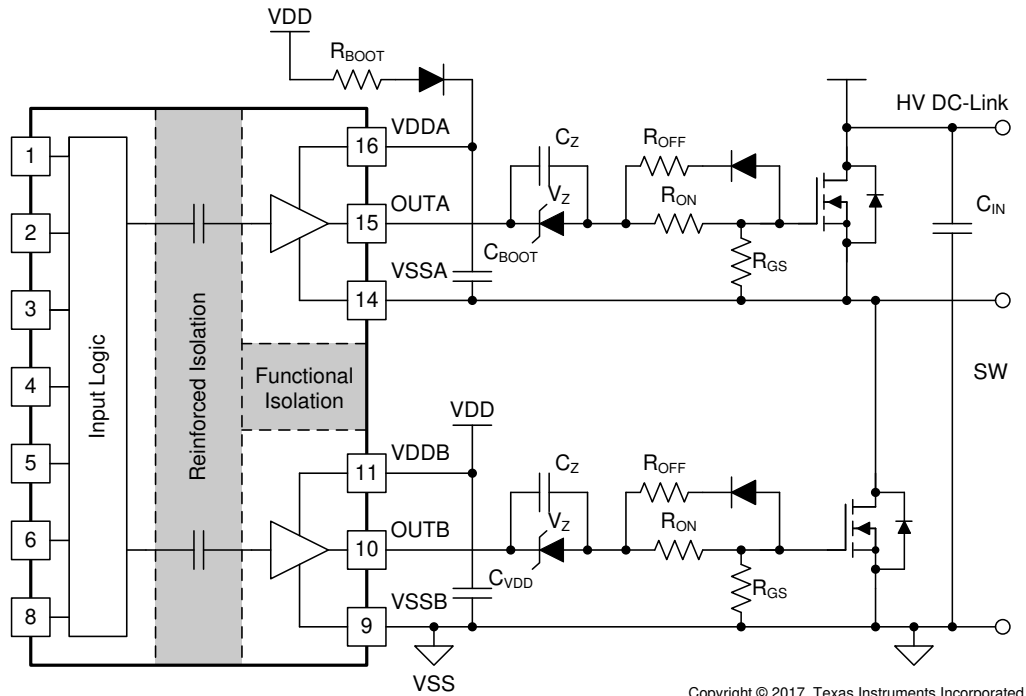 VDD
RBOOT
HV DC-Link
1
2
3
4
5
6
8
Input Logic
Reinforced Isolation
Functional
Isolation
16
VDDA
15
OUTA
14
VSSA
CBOOT
CZ
VZ
ROFF
RON
RGS
CIN
SW
VDD
11
VDDB
10
OUTB
9
VSSB
CVDD
CZ
VZ
ROFF
RON
RGS
VSS
Copyright © 2017, Texas Instruments Incorporated